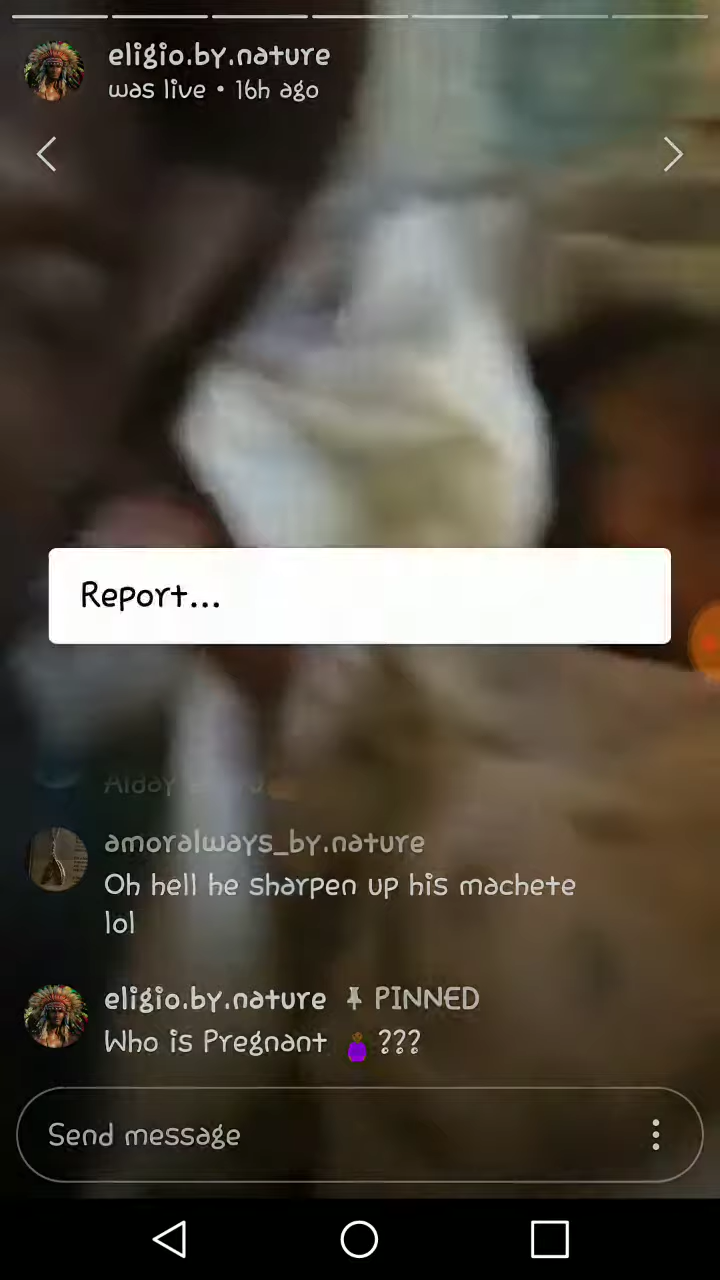 eligio.by.nature
was live • 16h ago
Report...
amoralways_by.nature
Oh hell he sharpen up his machete
lol
eligio.by.nature PINNED
Who is Pregnant ???
Send message